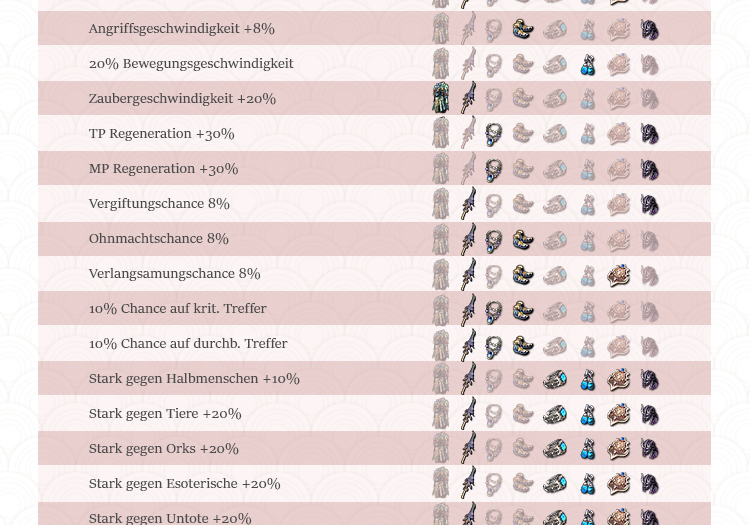 Angriffsgeschwindigkeit +8%
20% Bewegungsgeschwindigkeit
Zaubergeschwindigkeit +20%
TP Regeneration +30%
MP Regeneration +30%
Vergiftungschance 8%
Ohnmachtschance 8%
Verlangsamungschance 8%
10% Chance auf krit. Treffer
10% Chance auf durchb. Treffer
Stark gegen Halbmenschen +10%
Stark gegen Tiere +20%
Stark gegen Orks +20%
Stark gegen Esoterische +20%
Stark gegen Untote +20%